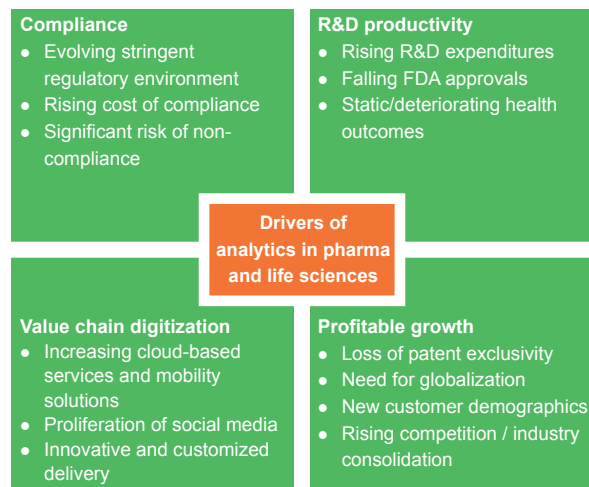 Compliance
● Evolving stringent
regulatory environment
● Rising cost of compliance
● Significant risk of non-
compliance
R&D productivity
● Rising R&D expenditures
● Falling FDA approvals
● Static/deteriorating health
outcomes
Drivers of
analytics in pharma
and life sciences
Value chain digitization
● Increasing cloud-based
services and mobility
solutions
● Proliferation of social media
● Innovative and customized
delivery
Profitable growth
● Loss of patent exclusivity
● Need for globalization
● New customer demographics
● Rising competition / industry
consolidation